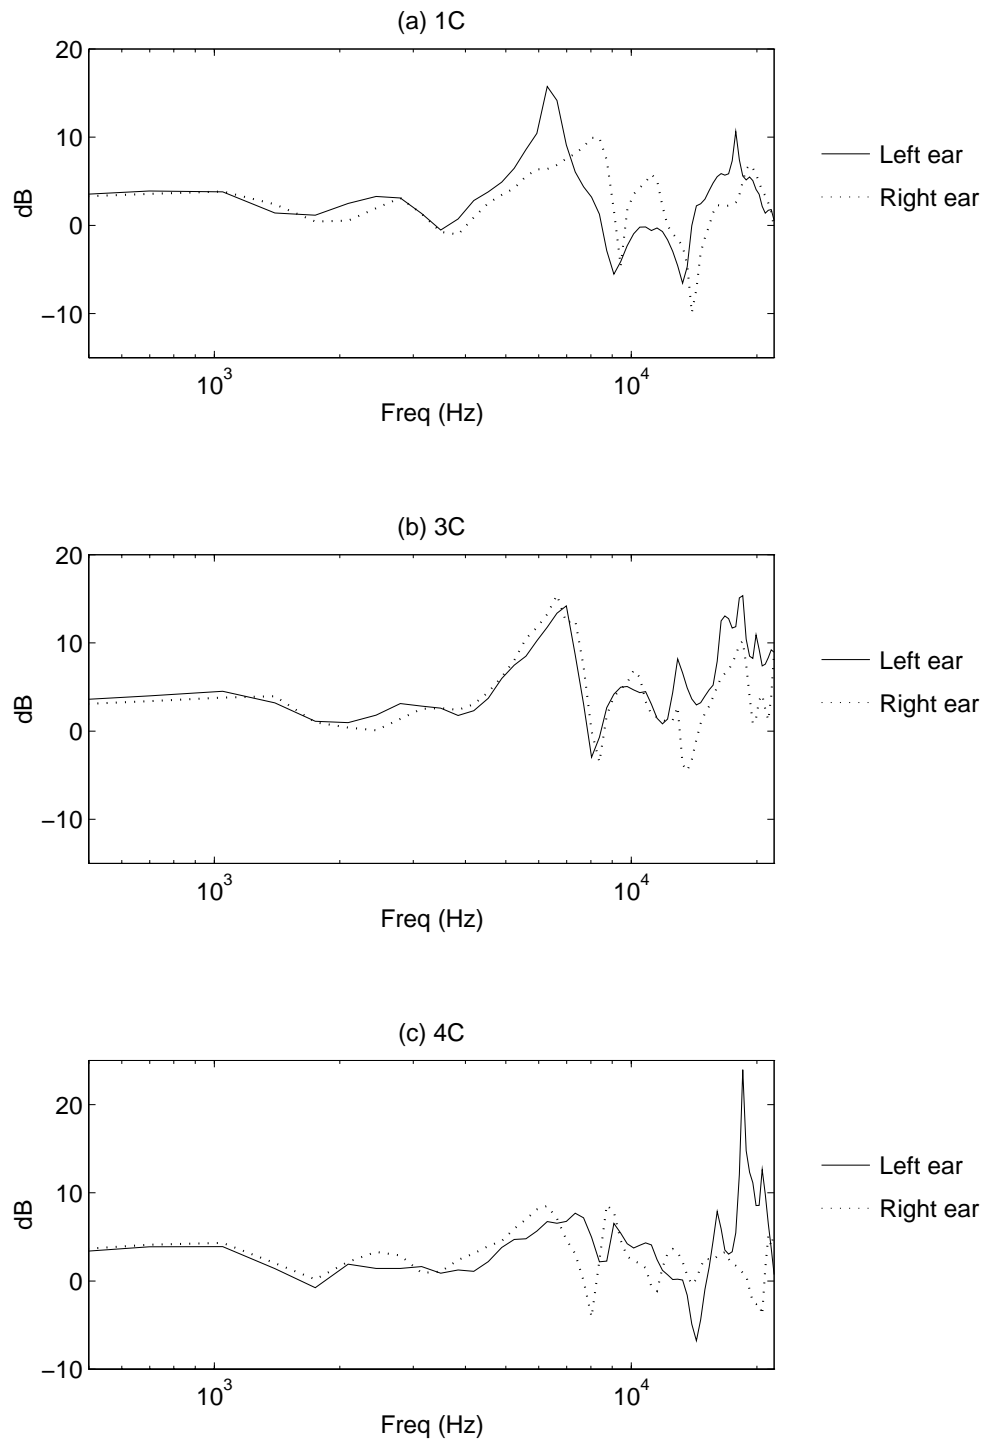 (a) 1C
20
10
0
−10
dB
10^3
10^4
Freq (Hz)
Left ear
Right ear
(b) 3C
20
10
0
−10
dB
10^3
10^4
Freq (Hz)
Left ear
Right ear
(c) 4C
20
10
0
−10
dB
10^3
10^4
Freq (Hz)
Left ear
Right ear